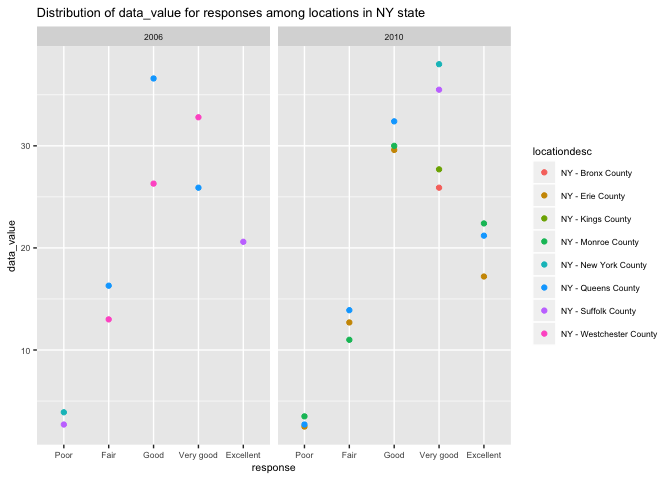 Distribution of data_value for responses among locations in NY state
2006
2010
data_value
30
20
10
Poor
Fair
Good
Very good
Excellent
Poor
Fair
Good
Very good
Excellent
response
locationdesc
NY - Bronx County
NY - Erie County
NY - Kings County
NY - Monroe County
NY - New York County
NY - Queens County
NY - Suffolk County
NY - Westchester County